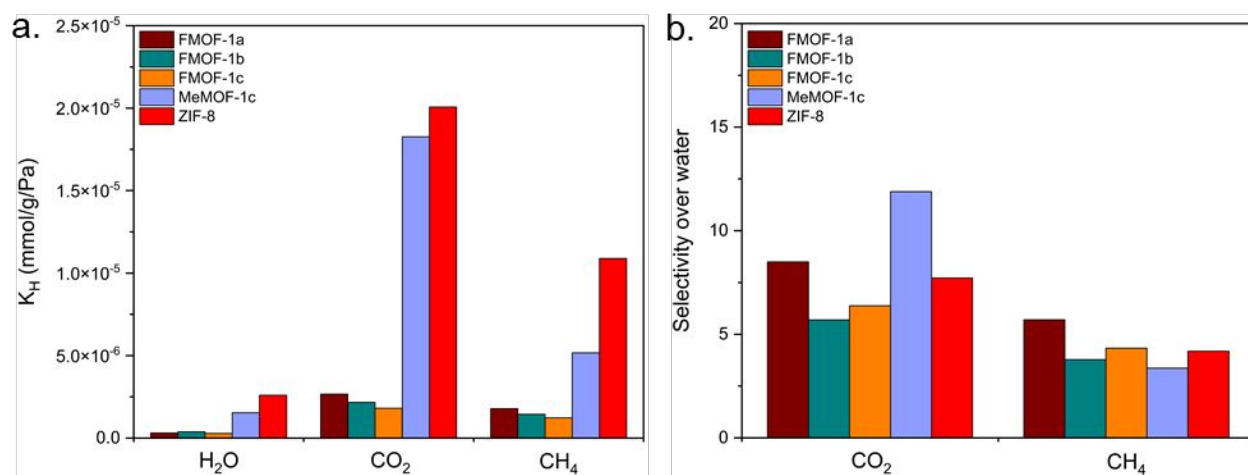 a.
FMOF-1a
FMOF-1b
FMOF-1c
MeMOF-1c
ZIF-8
2.5×10⁻⁵
2.0×10⁻⁵
1.5×10⁻⁵
1.0×10⁻⁵
5.0×10⁻⁶
0.0
K_H (mmol/g/Pa)
H₂O CO₂ CH₄
b.
FMOF-1a
FMOF-1b
FMOF-1c
MeMOF-1c
ZIF-8
20
15
10
5
0
Selectivity over water
CO₂ CH₄